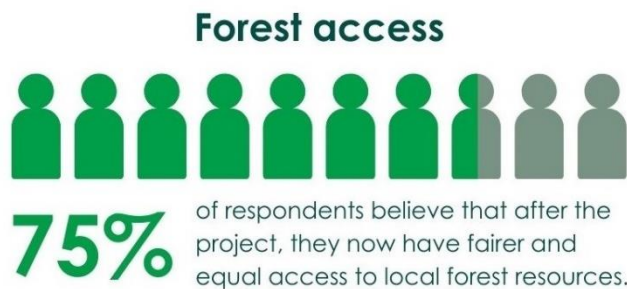 Forest access
75%
of respondents believe that after the
project, they now have fairer and
equal access to local forest resources.